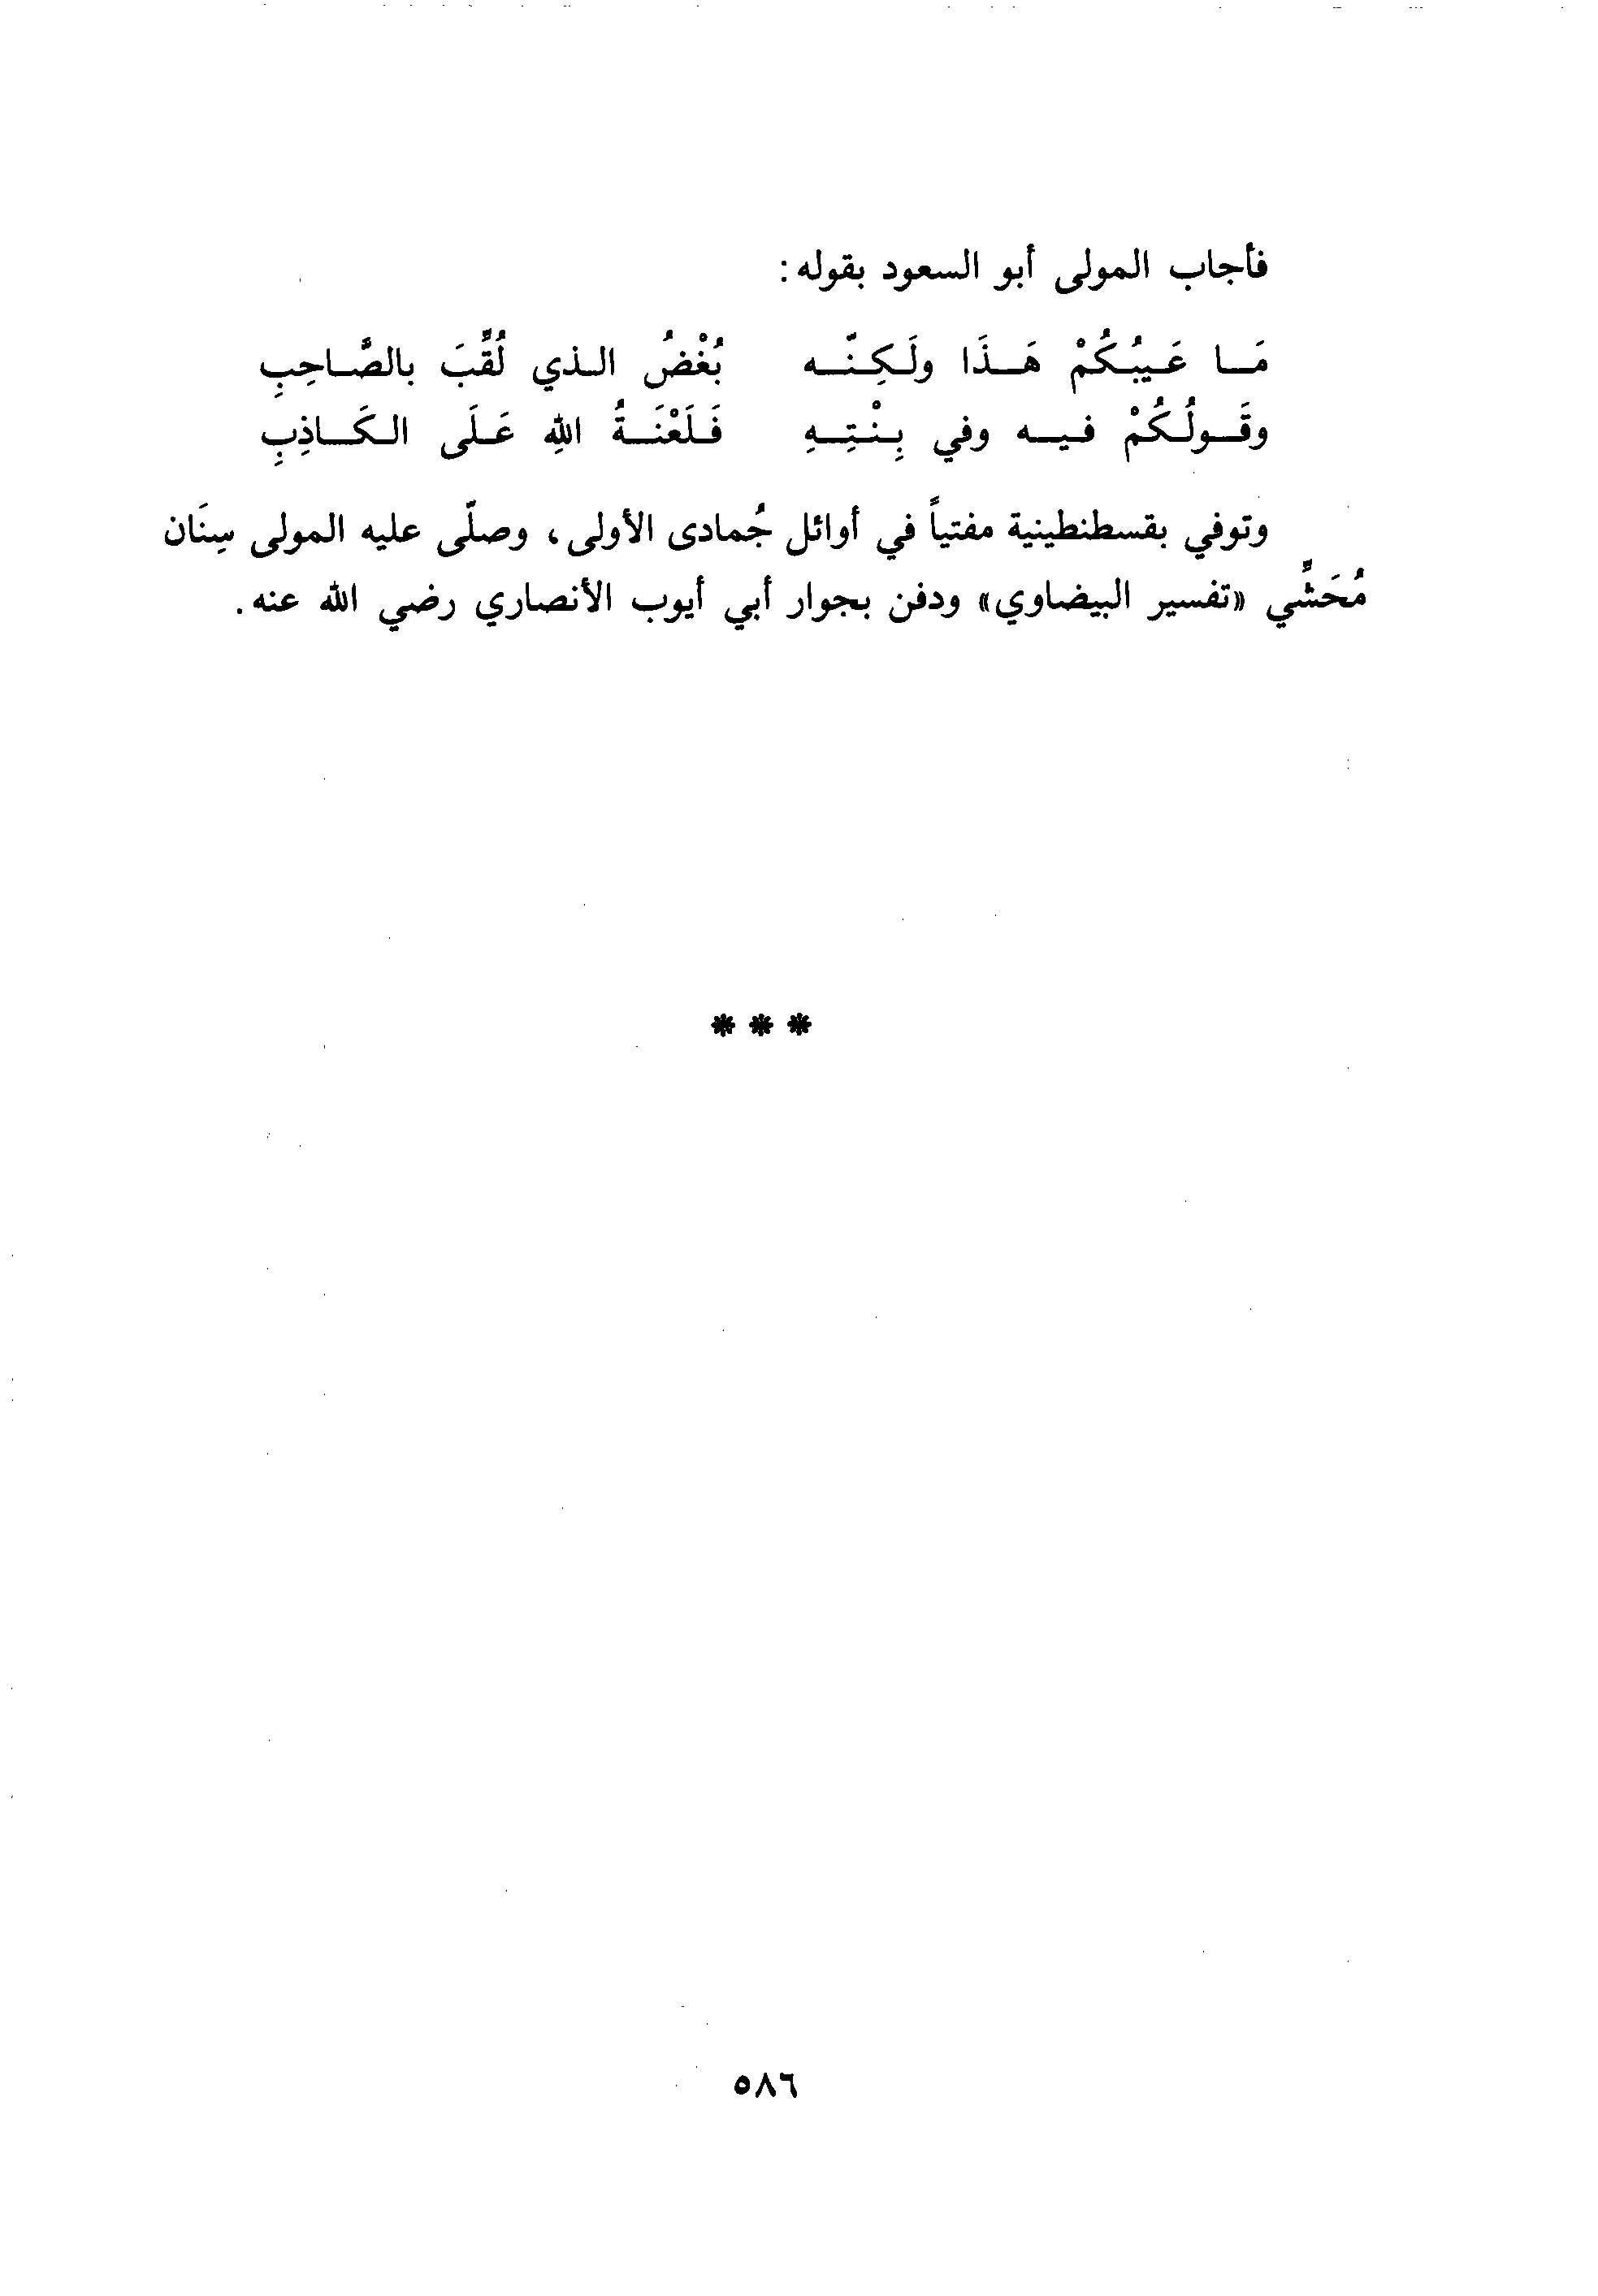 فأجاب المولى أبو السعود بقوله:
مَا عَيبُكُمْ هَذَا ولَكِنّه بُغْضُ الذي لُقِّبَ بالصَّاحِبِ
وقَولُكُمْ فيه وفي بِنْتِهِ فَلَعْنَةُ اللهِ عَلَى الكَاذِبِ
وتوفي بقسطنطينية مفتياً في أوائل جُمادى الأولى، وصلّى عليه المولى سِنَان
مُحَشِّي «تفسير البيضاوي» ودفن بجوار أبي أيوب الأنصاري رضي الله عنه.
***
٥٨٦